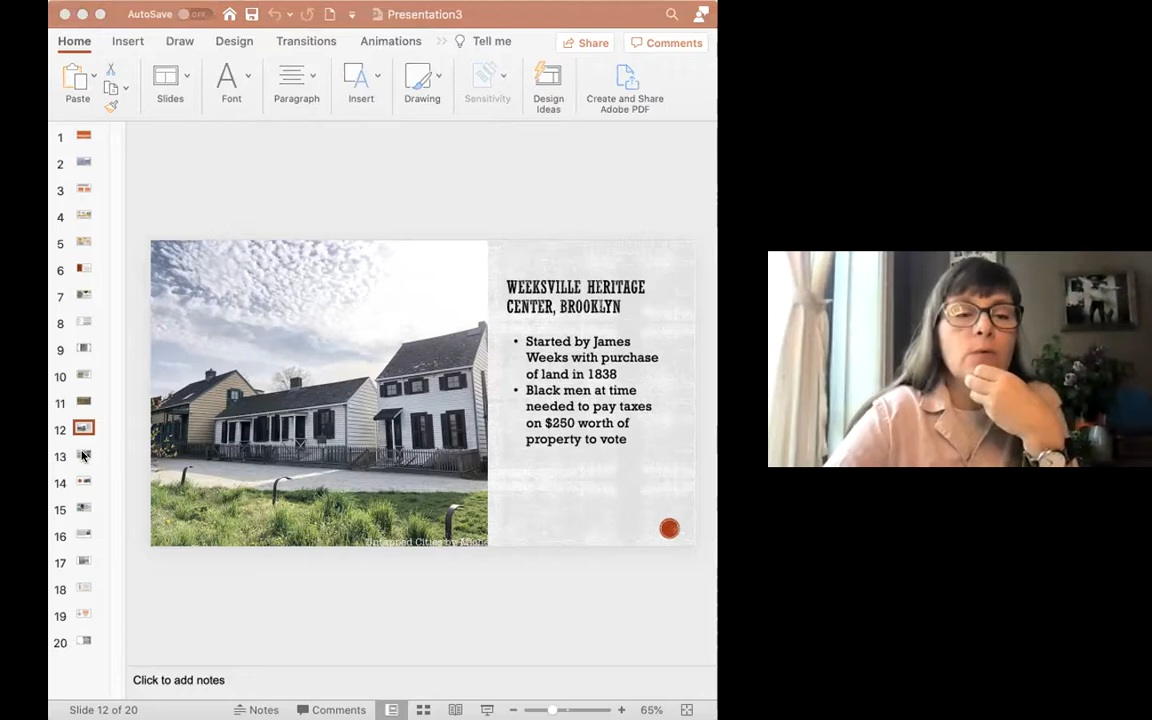 AutoSave OFF Presentation3
Home Insert Draw Design Transitions Animations Tell me Share Comments
Paste Slides Font Paragraph Insert Drawing Sensitivity Design Ideas Create and Share Adobe PDF
1
2
3
4
5
6
7
8
9
10
11
12
13
14
15
16
17
18
19
20
WEEKSVILLE HERITAGE
CENTER, BROOKLYN
• Started by James
Weeks with purchase
of land in 1838
• Black men at time
needed to pay taxes
on $250 worth of
property to vote
Untapped Cities by
Click to add notes
Slide 12 of 20 Notes Comments 65%